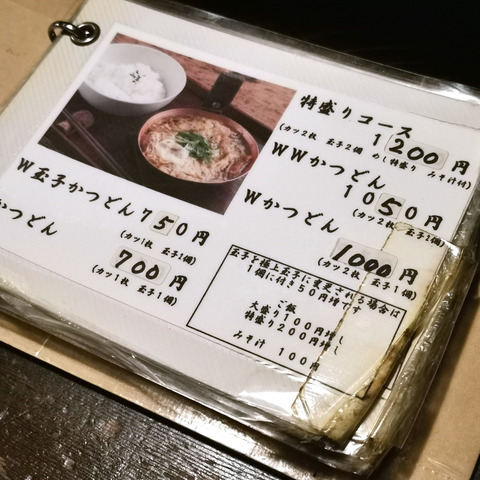 特盛りコース
1200円
(カツ2枚 玉子2個 めし特盛り みそ汁付)
WWかつどん
1050円
(カツ2枚 玉子2個)
Wかつどん
1000円
(カツ2枚 玉子1個)
W玉子かつどん750円
(カツ1枚 玉子2個)
かつどん
700円
(カツ1枚 玉子1個)
玉子を極上玉子に変更される場合は
1個に付き50円増です
ご飯
大盛り100円増し
特盛り200円増し
みそ汁 100円